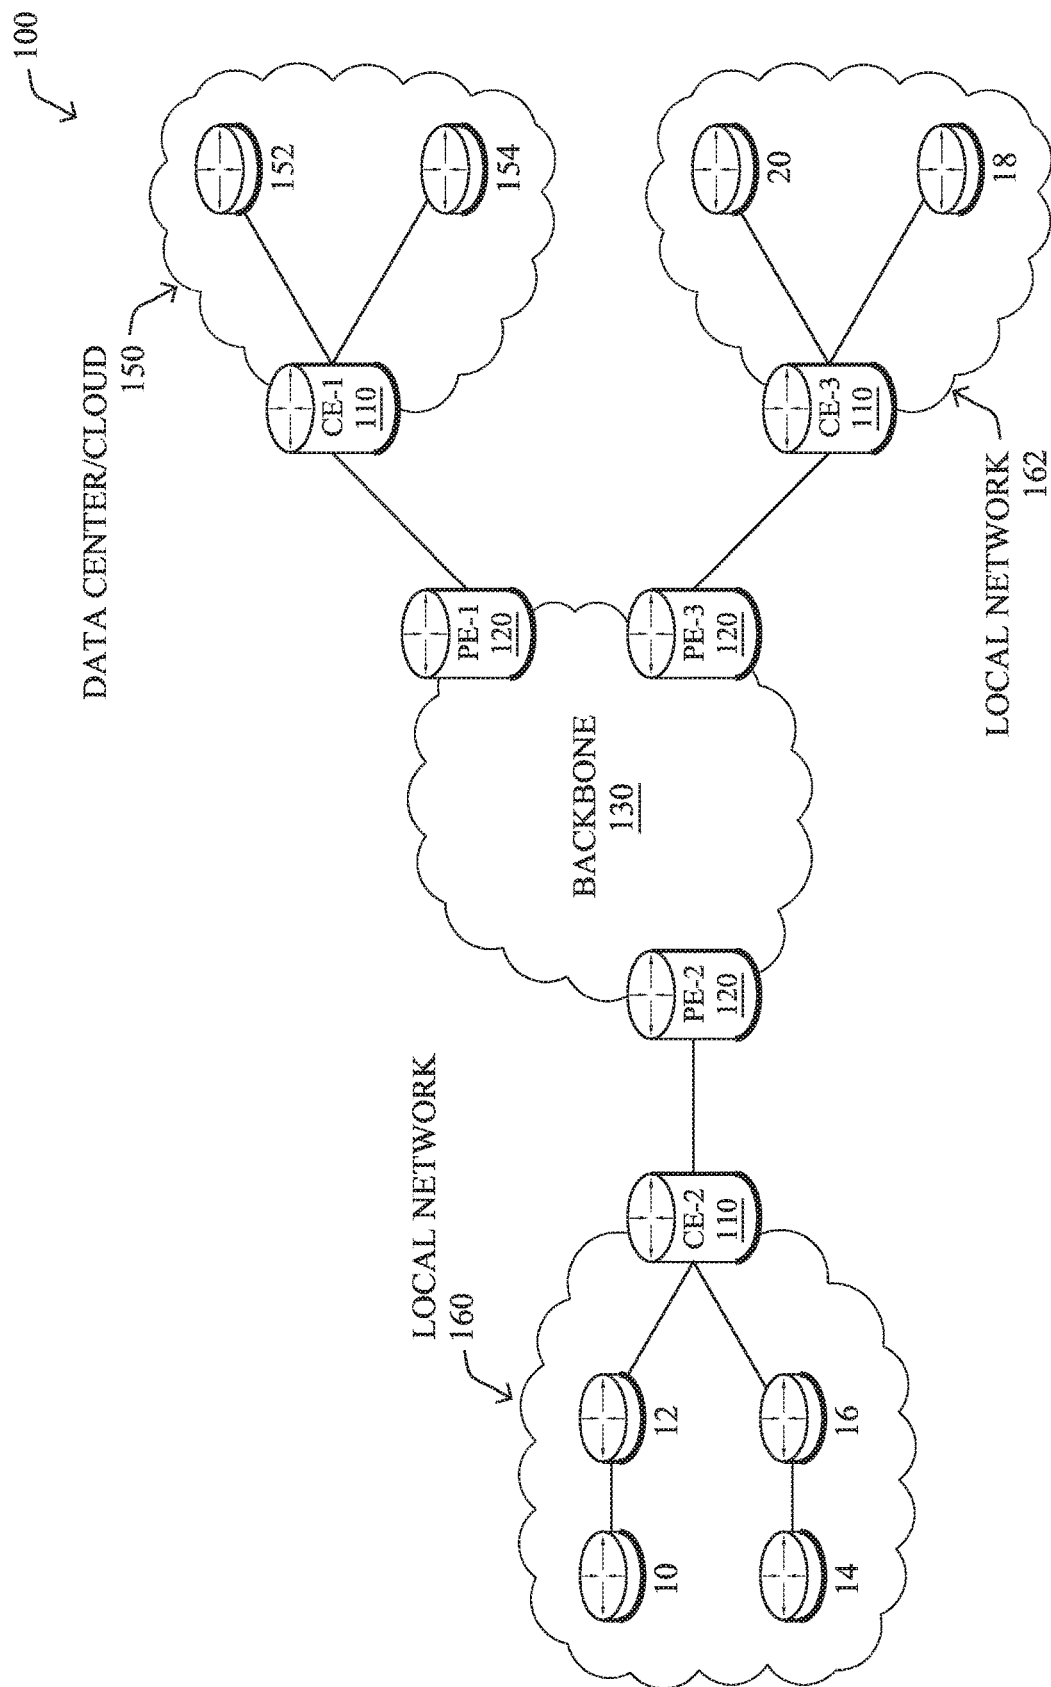 100
DATA CENTER/CLOUD
150
152
154
CE-1
110
PE-1
120
LOCAL NETWORK
160
BACKBONE
130
PE-2
120
PE-3
120
CE-2
110
12
10
16
14
CE-3
110
20
18
LOCAL NETWORK
162